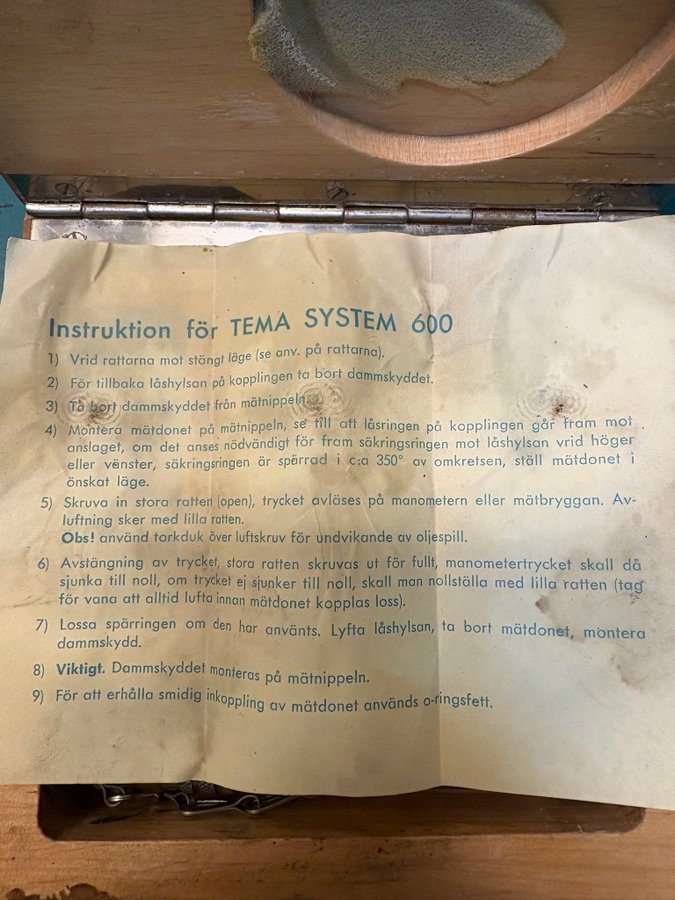 Instruktion för TEMA SYSTEM 600
1) Vrid rattarna mot stängt läge (se anv. på rattarna).
2) För tillbaka låshylsan på kopplingen ta bort dammskyddet.
3) Ta bort dammskyddet från mätnippeln.
4) Montera mätdonet på mätnippeln, se till att låsringen på kopplingen går fram mot
anslaget, om det anses nödvändigt för fram säkringsringen mot låshylsan vrid höger
eller vänster, säkringsringen är spärrad i c:a 350° av omkretsen, ställ mätdonet i
önskat läge.
5) Skruva in stora ratten (open), trycket avläses på manometern eller mätbryggan. Av-
luftning sker med lilla ratten.
Obs! använd torkduk över luftskruv för undvikande av oljespill.
6) Avstängning av trycket, stora ratten skruvas ut för fullt, manometertrycket skall då
sjunka till noll, om trycket ej sjunker till noll, skall man nollställa med lilla ratten (tag
för vana att alltid lufta innan mätdonet kopplas loss).
7) Lossa spärringen om den har använts. Lyfta låshylsan, ta bort mätdonet, montera
dammskydd.
8) Viktigt. Dammskyddet monteras på mätnippeln.
9) För att erhålla smidig inkoppling av mätdonet används o-ringsfett.